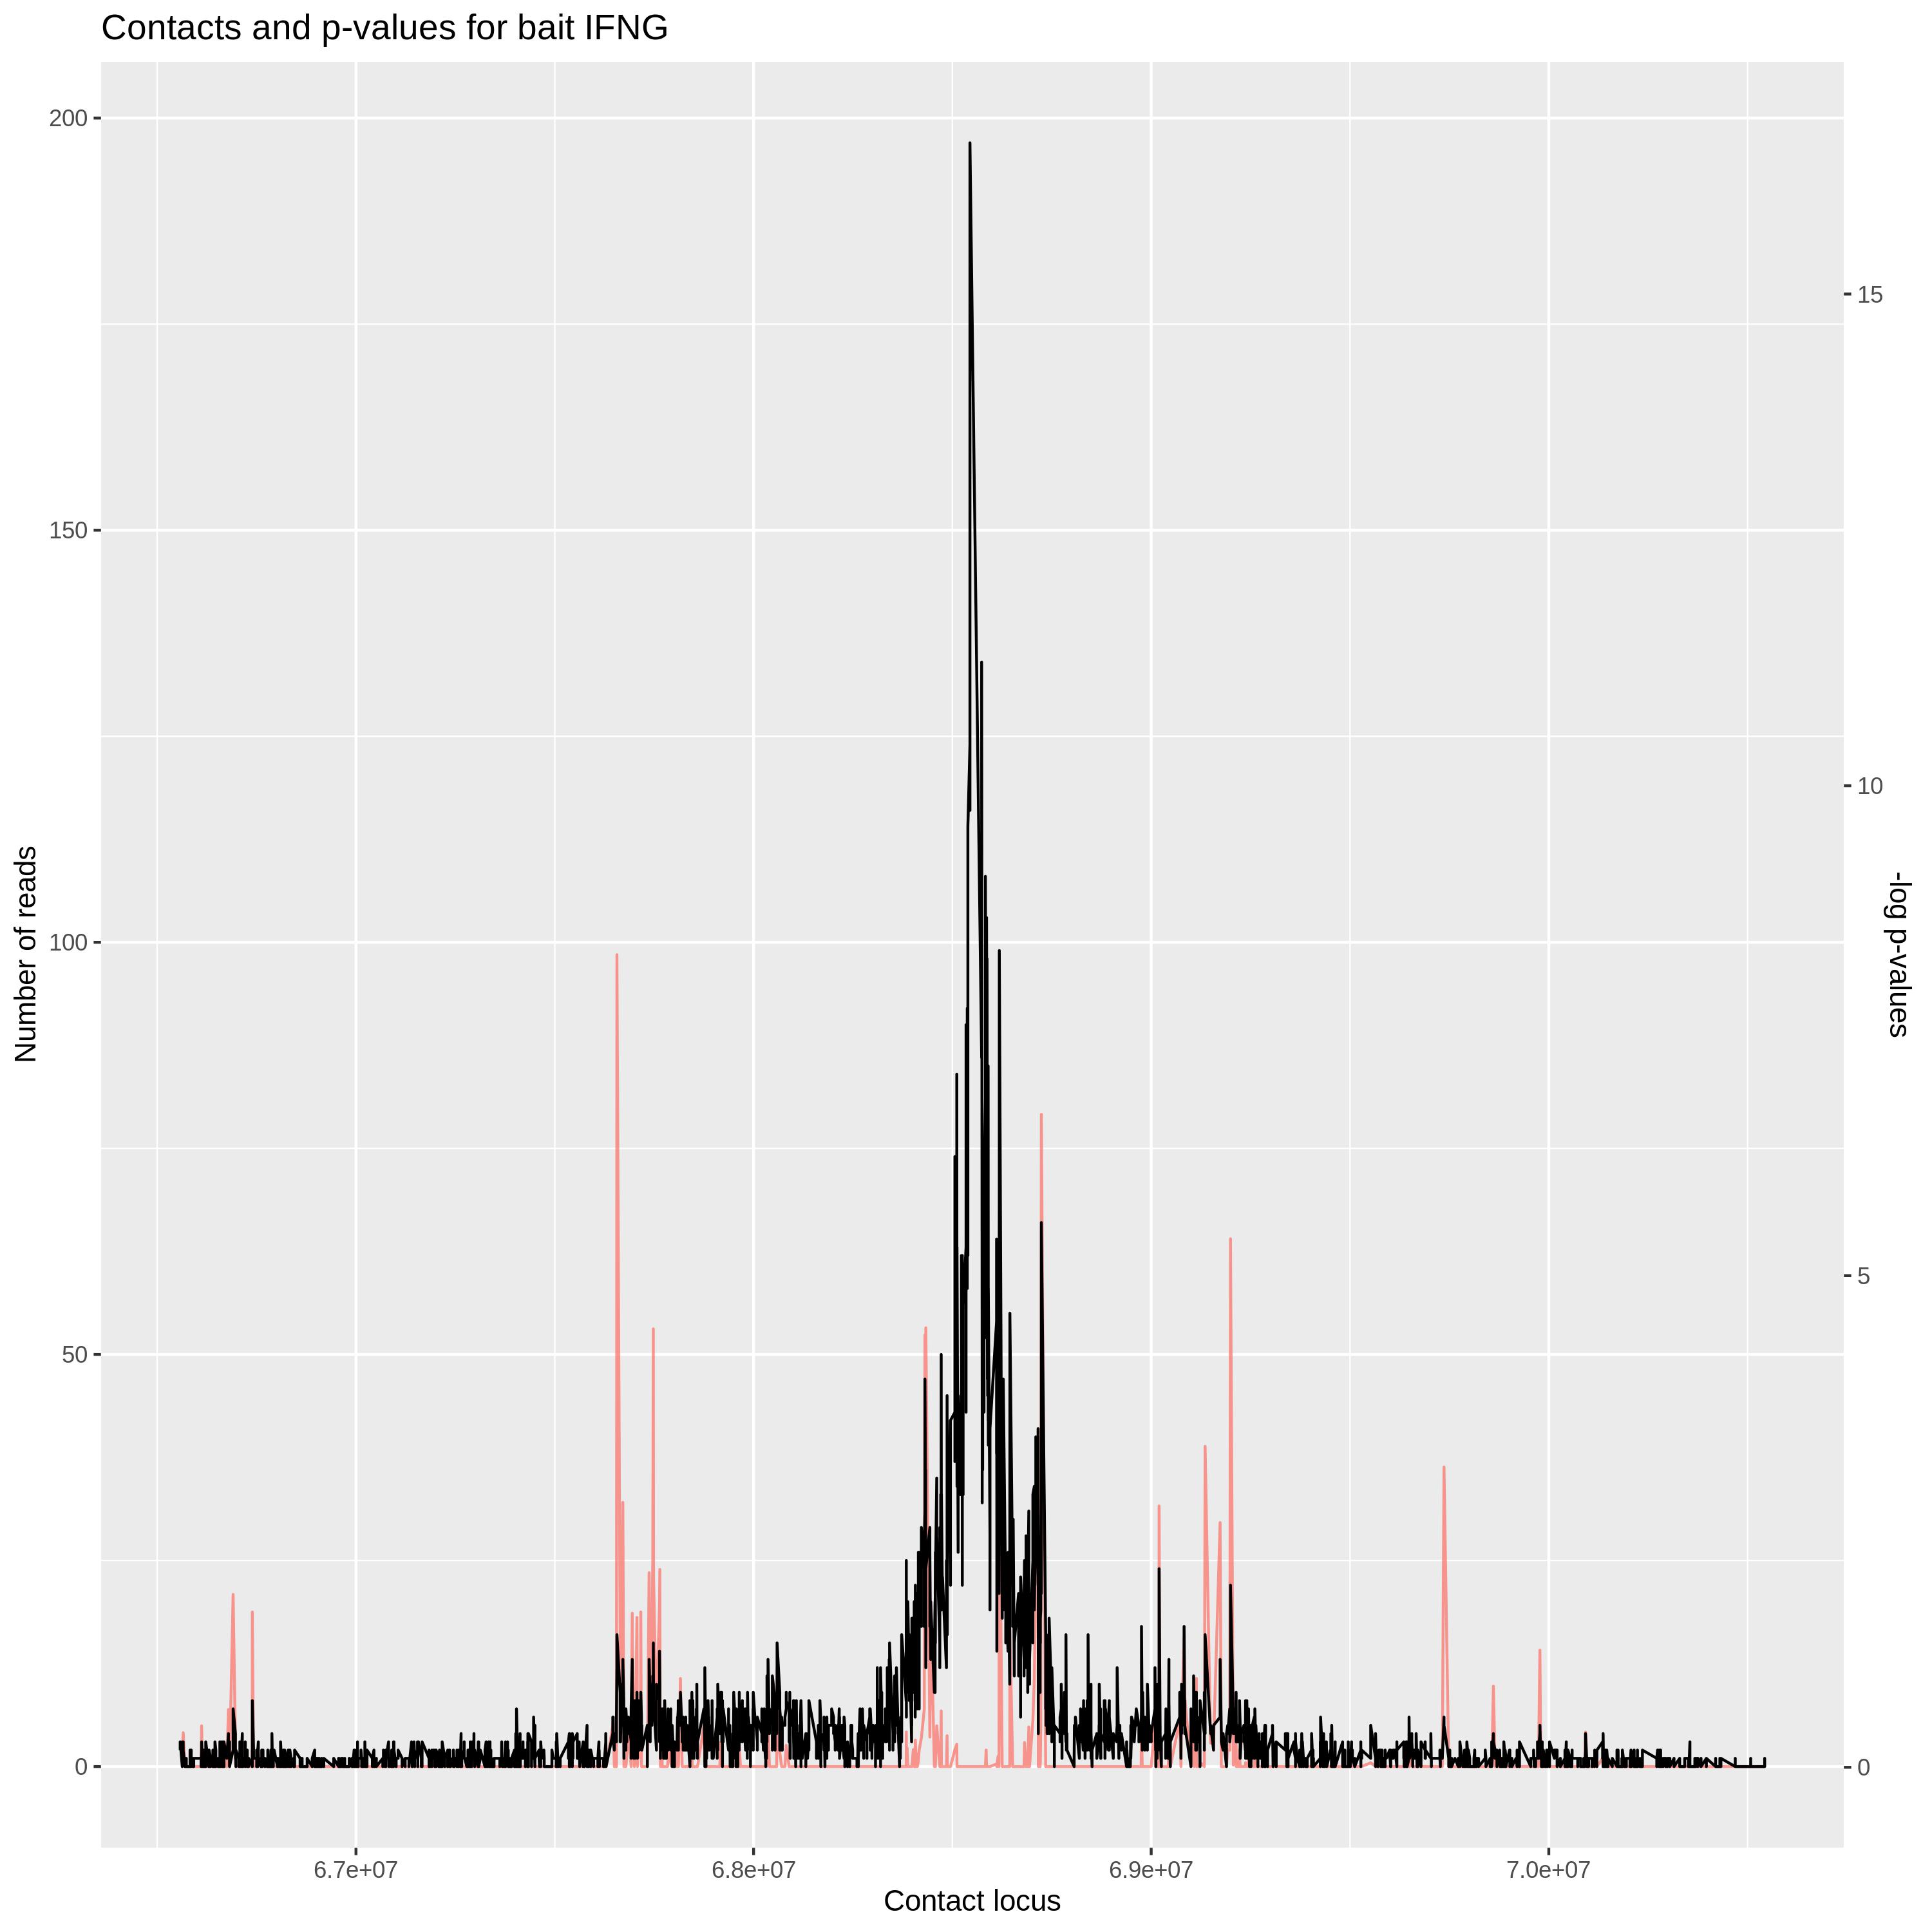 Contacts and p-values for bait IFNG
200
150
100
50
0
Number of reads
15
10
5
0
-log p-values
6.7e+07
6.8e+07
6.9e+07
7.0e+07
Contact locus